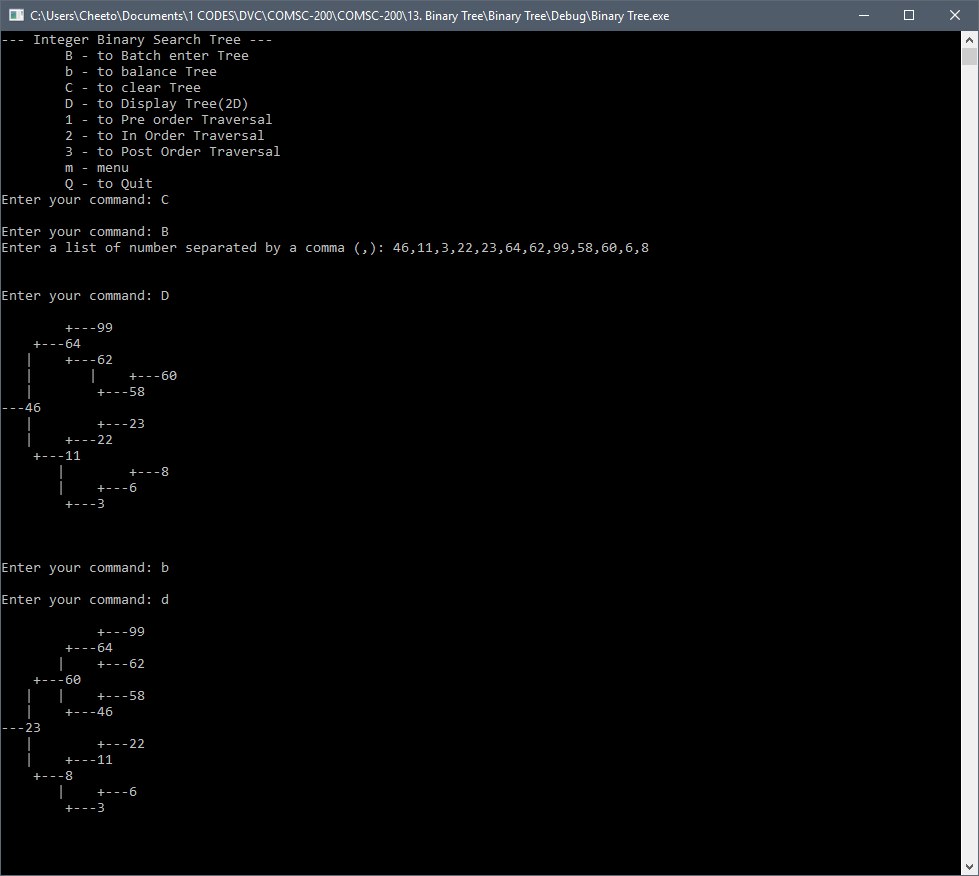 C:\Users\Cheeto\Documents\1 CODES\DVC\COMSC-200\COMSC-200\13. Binary Tree\Binary Tree\Debug\Binary Tree.exe
--- Integer Binary Search Tree ---
        B - to Batch enter Tree
        b - to balance Tree
        C - to clear Tree
        D - to Display Tree(2D)
        1 - to Pre order Traversal
        2 - to In Order Traversal
        3 - to Post Order Traversal
        m - menu
        Q - to Quit
Enter your command: C
Enter your command: B
Enter a list of number separated by a comma (,): 46,11,3,22,23,64,62,99,58,60,6,8
Enter your command: D
        +---99
    +---64
   |    +---62
   |       |    +---60
   |        +---58
---46
   |        +---23
   |    +---22
    +---11
       |        +---8
       |    +---6
        +---3
Enter your command: b
Enter your command: d
            +---99
        +---64
       |    +---62
    +---60
   |   |    +---58
   |    +---46
---23
   |        +---22
   |    +---11
    +---8
       |    +---6
        +---3